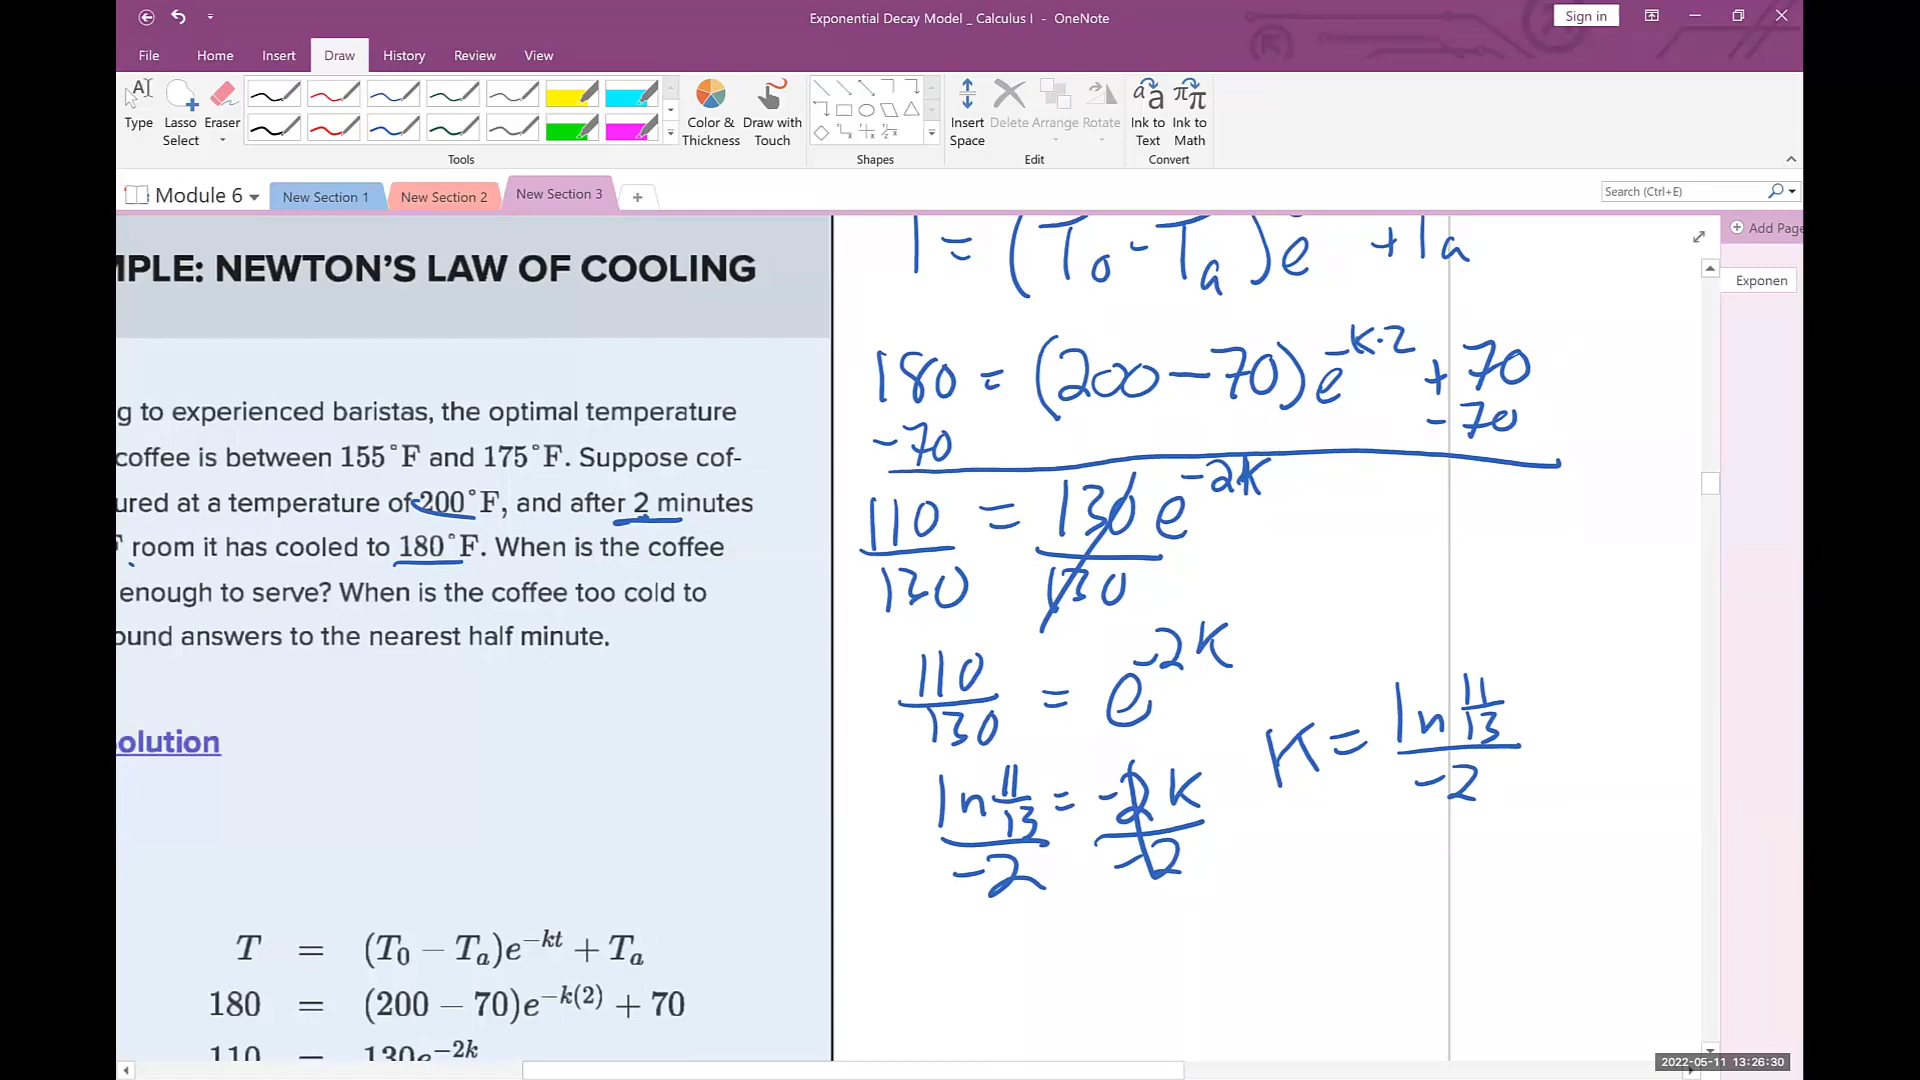 Exponential Decay Model _ Calculus I - OneNote
Sign in
File Home Insert Draw History Review View
Type
Lasso Select
Eraser
Color & Thickness
Draw with Touch
Insert Space
Delete Arrange Rotate
Ink to Text
Ink to Math
Tools
Shapes
Edit
Convert
Module 6
New Section 1
New Section 2
New Section 3
Search (Ctrl+E)
Add Page
Exponen
MPLE: NEWTON'S LAW OF COOLING
g to experienced baristas, the optimal temperature
coffee is between 155°F and 175°F. Suppose cof-
ured at a temperature of 200°F, and after 2 minutes
F room it has cooled to 180°F. When is the coffee
enough to serve? When is the coffee too cold to
ound answers to the nearest half minute.
olution
T = (T₀ − Tₐ)e^{−kt} + Tₐ
180 = (200 − 70)e^{−k(2)} + 70
110 = 130e^{−2k}
T = (T₀ - Tₐ)e + Tₐ
180 = (200 - 70)e^{-k·2} + 70
-70 -70
110/130 = 130e^{-2k}/130
110/130 = e^{-2k}
ln 11/13 / -2 = -2k / -2
K = ln 11/13 / -2
2022-05-11 13:26:30